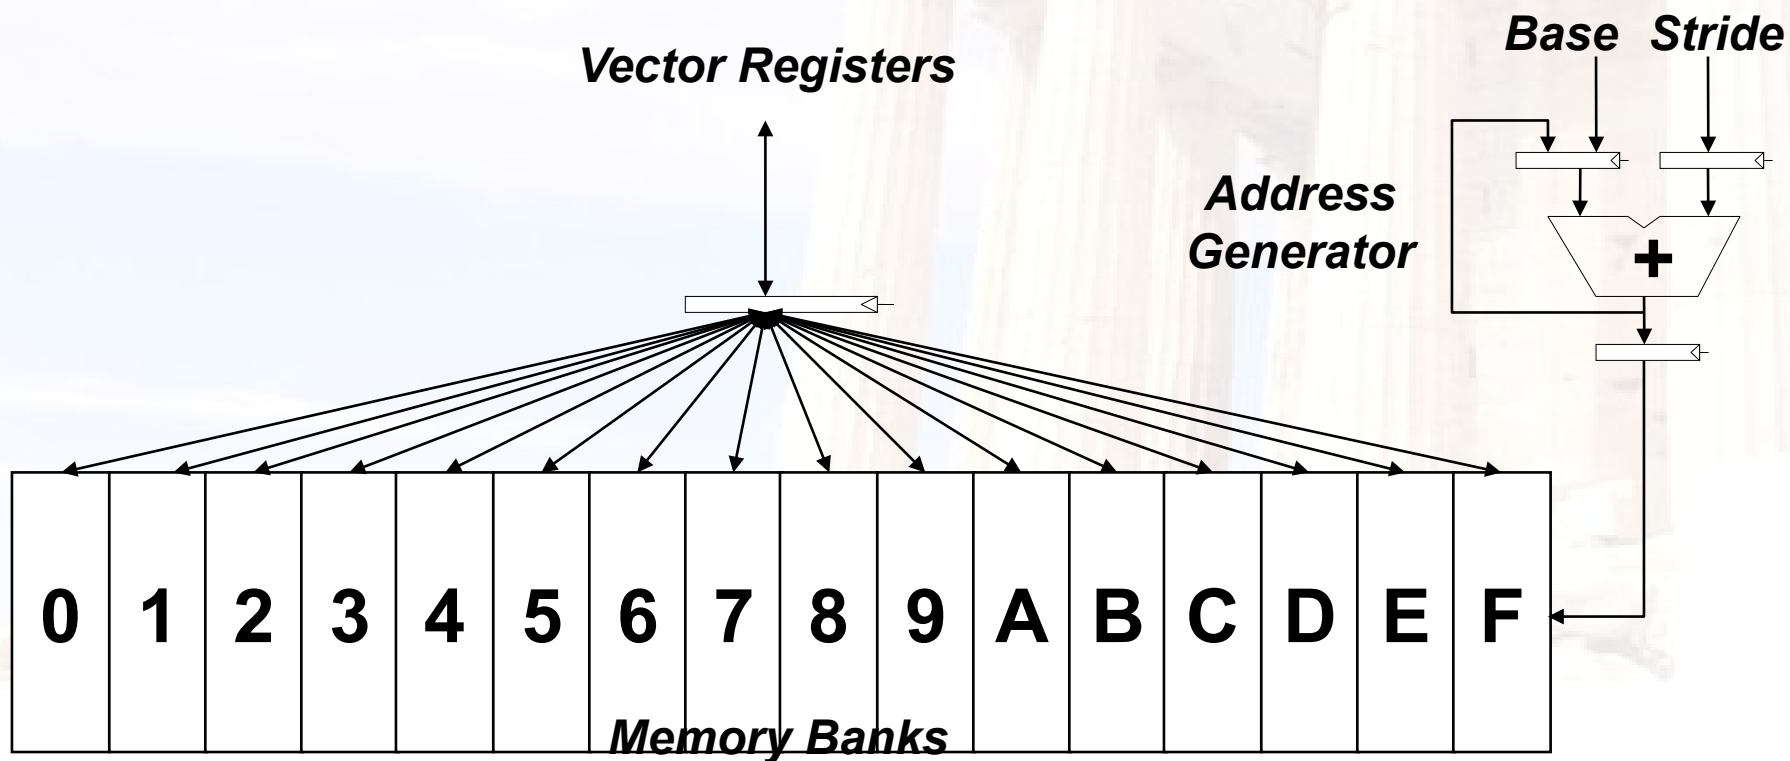 Base Stride
Vector Registers
Address
Generator
+
0 1 2 3 4 5 6 7 8 9 A B C D E F
Memory Banks